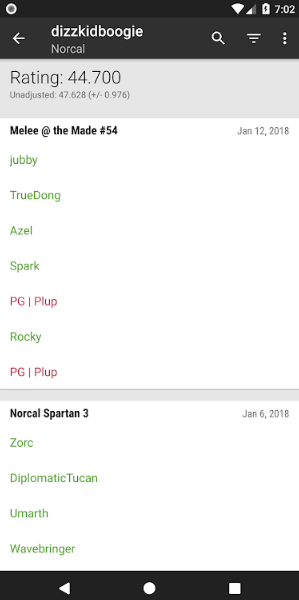 7:02
dizzkidboogie
Norcal
Rating: 44.700
Unadjusted: 47.628 (+/- 0.976)
Melee @ the Made #54 Jan 12, 2018
jubby
TrueDong
Azel
Spark
PG | Plup
Rocky
PG | Plup
Norcal Spartan 3 Jan 6, 2018
Zorc
DiplomaticTucan
Umarth
Wavebringer